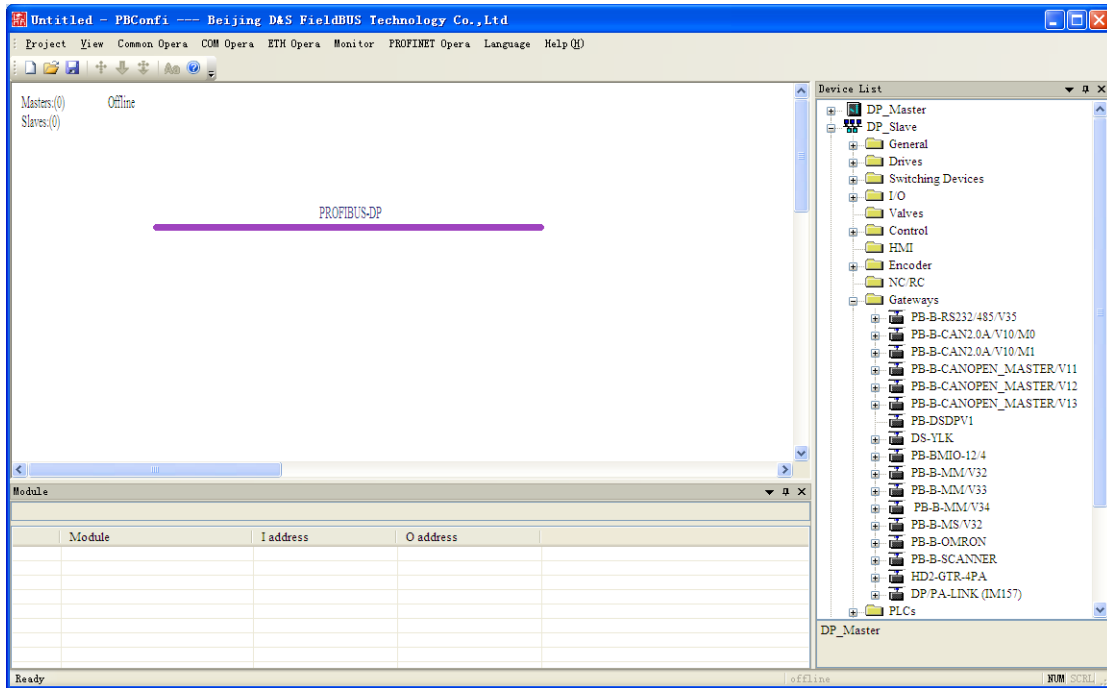 Untitled - PBConfi --- Beijing D&S FieldBUS Technology Co.,Ltd
Project View Common Opera COM Opera ETH Opera Monitor PROFINET Opera Language Help(H)
Aa
Masters:(0) Offline
Slaves:(0)
PROFIBUS-DP
Device List
DP_Master
DP_Slave
General
Drives
Switching Devices
I/O
Valves
Control
HMI
Encoder
NC/RC
Gateways
PB-B-RS232/485/V35
PB-B-CAN2.0A/V10/M0
PB-B-CAN2.0A/V10/M1
PB-B-CANOPEN_MASTER/V11
PB-B-CANOPEN_MASTER/V12
PB-B-CANOPEN_MASTER/V13
PB-DSDPV1
DS-YLK
PB-BMIO-12/4
PB-B-MM/V32
PB-B-MM/V33
PB-B-MM/V34
PB-B-MS/V32
PB-B-OMRON
PB-B-SCANNER
HD2-GTR-4PA
DP/PA-LINK (IM157)
PLCs
DP_Master
Module
Module I address O address
Ready offline NUM SCRL